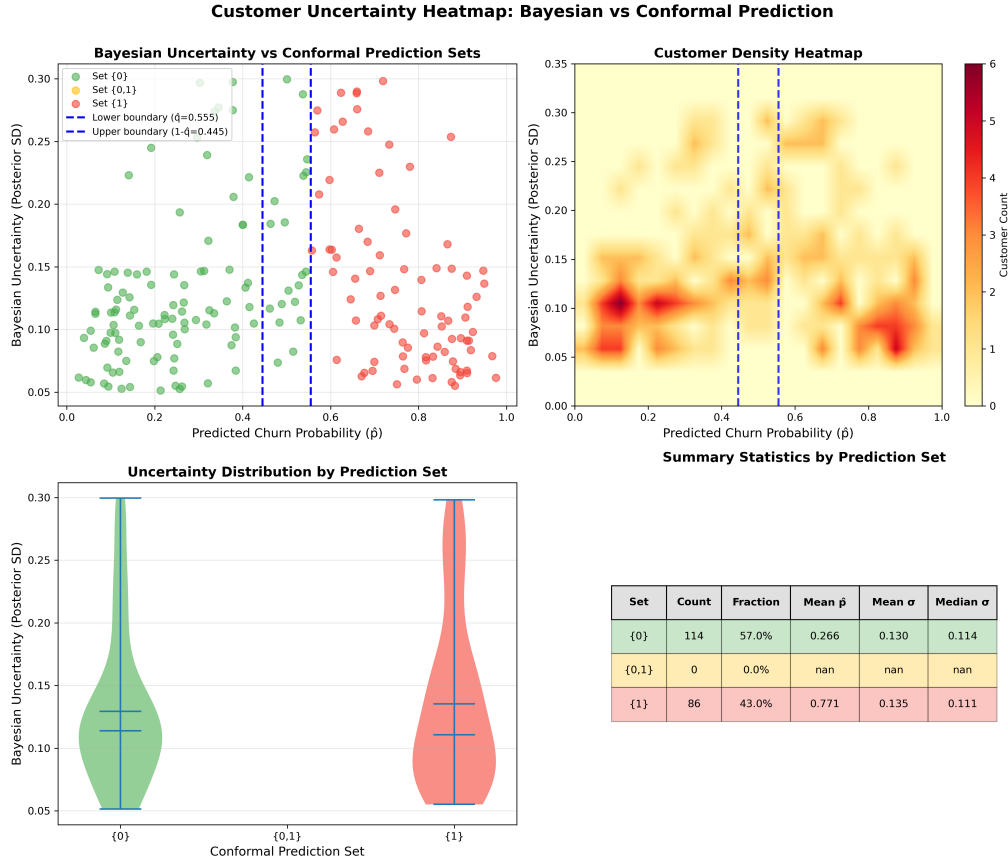 Customer Uncertainty Heatmap: Bayesian vs Conformal Prediction
Bayesian Uncertainty vs Conformal Prediction Sets
Set {0}
Set {0,1}
Set {1}
Lower boundary (q̂=0.555)
Upper boundary (1-q̂=0.445)
0.30
0.25
0.20
0.15
0.10
0.05
Bayesian Uncertainty (Posterior SD)
0.0
0.2
0.4
0.6
0.8
1.0
Predicted Churn Probability (p̂)
Customer Density Heatmap
0.35
0.30
0.25
0.20
0.15
0.10
0.05
0.00
Bayesian Uncertainty (Posterior SD)
0.0
0.2
0.4
0.6
0.8
1.0
Predicted Churn Probability (p̂)
6
5
4
3
2
1
0
Customer Count
Uncertainty Distribution by Prediction Set
0.30
0.25
0.20
0.15
0.10
0.05
Bayesian Uncertainty (Posterior SD)
{0}
{0,1}
{1}
Conformal Prediction Set
Summary Statistics by Prediction Set
Set Count Fraction Mean p̂ Mean σ Median σ
{0} 114 57.0% 0.266 0.130 0.114
{0,1} 0 0.0% nan nan nan
{1} 86 43.0% 0.771 0.135 0.111